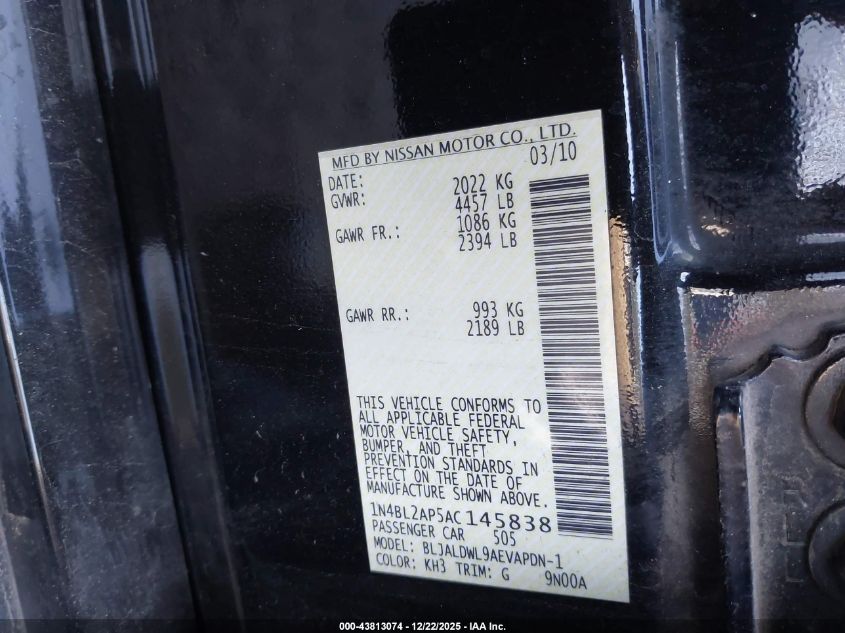 MFD BY NISSAN MOTOR CO., LTD.
DATE: 03/10
GVWR: 2022 KG
4457 LB
GAWR FR.: 1086 KG
2394 LB
GAWR RR.: 993 KG
2189 LB
THIS VEHICLE CONFORMS TO
ALL APPLICABLE FEDERAL
MOTOR VEHICLE SAFETY,
BUMPER, AND THEFT
PREVENTION STANDARDS IN
EFFECT ON THE DATE OF
MANUFACTURE SHOWN ABOVE.
1N4BL2AP5AC145838
PASSENGER CAR 505
MODEL: BLJALDWL9AEVAPDN-1
COLOR: KH3 TRIM: G 9N00A
000-43813074 - 12/22/2025 - IAA Inc.